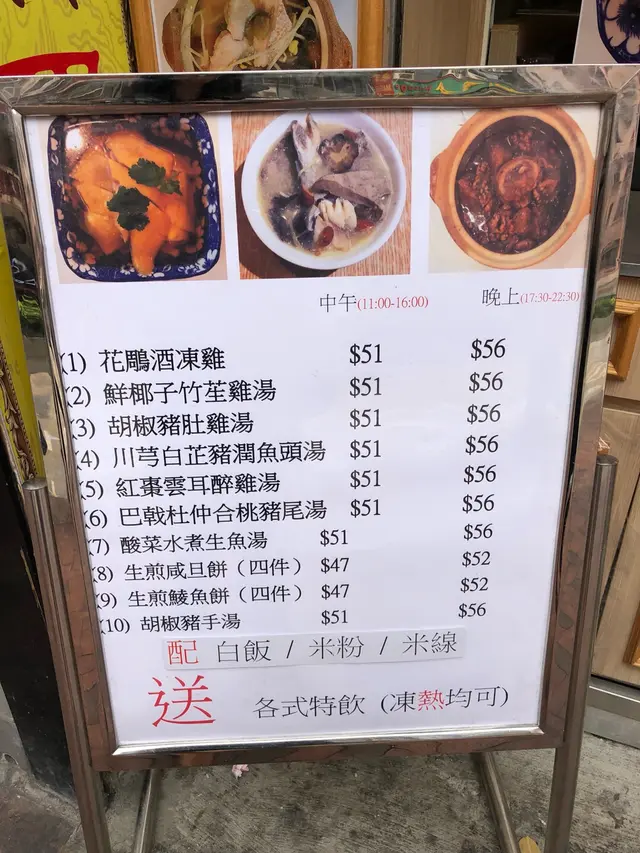 中午(11:00-16:00) 晚上(17:30-22:30)
(1) 花雕酒凍雞 $51 $56
(2) 鮮椰子竹荃雞湯 $51 $56
(3) 胡椒豬肚雞湯 $51 $56
(4) 川芎白芷豬潤魚頭湯 $51 $56
(5) 紅棗雲耳醉雞湯 $51 $56
(6) 巴戟杜仲合桃豬尾湯 $51 $56
(7) 酸菜水煮生魚湯 $51 $56
(8) 生煎咸旦餅（四件） $47 $52
(9) 生煎鯪魚餅（四件） $47 $52
(10) 胡椒豬手湯 $51 $56
配 白飯 / 米粉 / 米線
送 各式特飲 (凍熱均可)